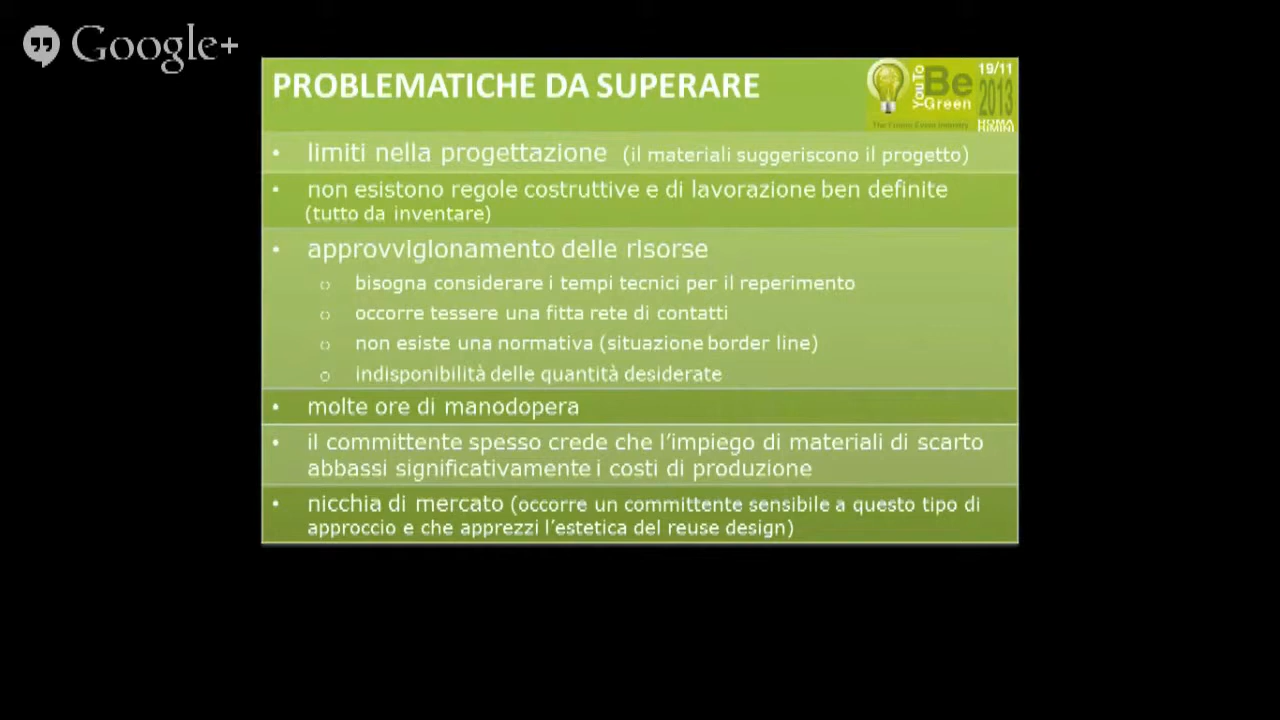 Google+
PROBLEMATICHE DA SUPERARE
YouTo
Be
Green
19/11
2013
ROMA
RIMINI
• limiti nella progettazione (il materiali suggeriscono il progetto)
• non esistono regole costruttive e di lavorazione ben definite
(tutto da inventare)
• approvvigionamento delle risorse
o bisogna considerare i tempi tecnici per il reperimento
o occorre tessere una fitta rete di contatti
o non esiste una normativa (situazione border line)
o indisponibilità delle quantità desiderate
• molte ore di manodopera
• il committente spesso crede che l'impiego di materiali di scarto
abbassi significativamente i costi di produzione
• nicchia di mercato (occorre un committente sensibile a questo tipo di
approccio e che apprezzi l'estetica del reuse design)